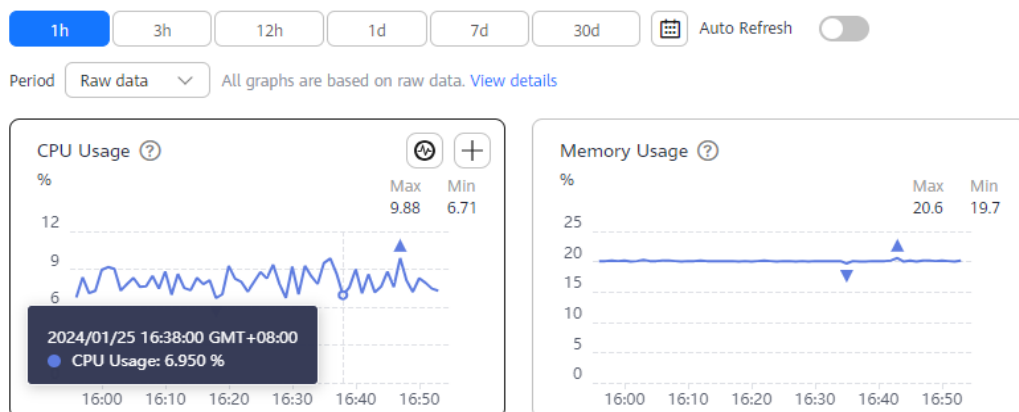 1h 3h 12h 1d 7d 30d Auto Refresh
Period Raw data All graphs are based on raw data. View details
CPU Usage ?
%
Max Min
9.88 6.71
12
9
6
2024/01/25 16:38:00 GMT+08:00
CPU Usage: 6.950 %
16:00 16:10 16:20 16:30 16:40 16:50
Memory Usage ?
%
Max Min
20.6 19.7
25
20
15
10
5
0
16:00 16:10 16:20 16:30 16:40 16:50